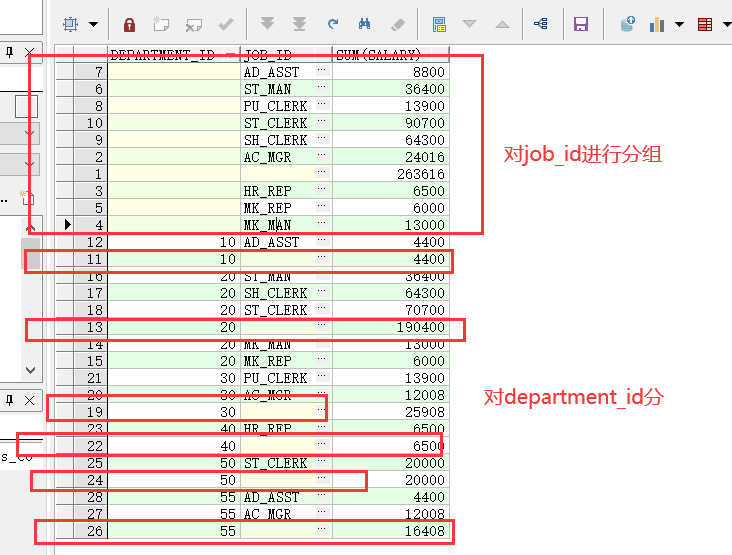 DEPARTMENT_ID JOB_ID SUM(SALARY)
7 AD_ASST ... 8800
6 ST_MAN ... 36400
8 PU_CLERK ... 13900
10 ST_CLERK ... 90700
9 SH_CLERK ... 64300
2 AC_MGR ... 24016
1 ... 263616
3 HR_REP ... 6500
5 MK_REP ... 6000
4 MK_MAN ... 13000
12 10 AD_ASST ... 4400
11 10 ... 4400
16 20 ST_MAN ... 36400
17 20 SH_CLERK ... 64300
18 20 ST_CLERK ... 70700
13 20 ... 190400
14 20 MK_MAN ... 13000
15 20 MK_REP ... 6000
21 30 PU_CLERK ... 13900
20 30 AC_MGR ... 12008
19 30 ... 25908
23 40 HR_REP ... 6500
22 40 ... 6500
25 50 ST_CLERK ... 20000
24 50 ... 20000
28 55 AD_ASST ... 4400
27 55 AC_MGR ... 12008
26 55 ... 16408
对job_id进行分组
对department_id分